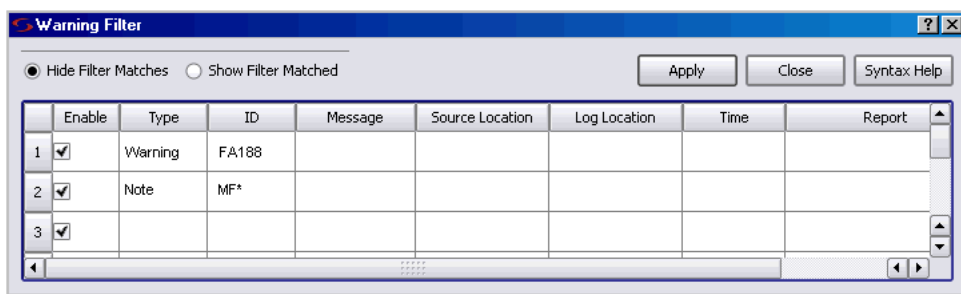 Warning Filter
Hide Filter Matches Show Filter Matched Apply Close Syntax Help
Enable Type ID Message Source Location Log Location Time Report
1 Warning FA188
2 Note MF*
3